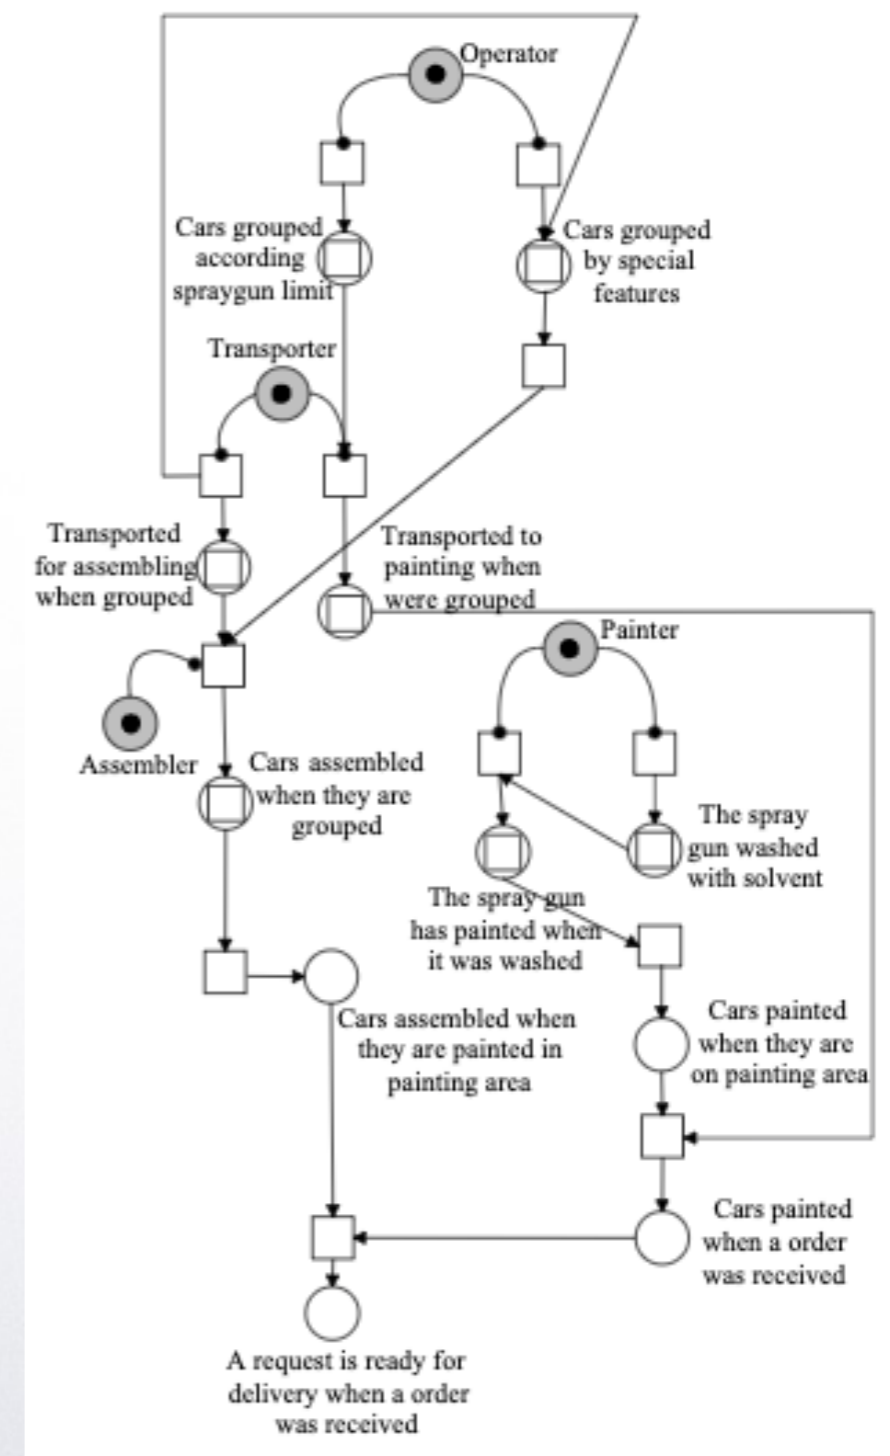 Operator
Cars grouped
according
spraygun limit
Cars grouped
by special
features
Transporter
Transported
for assembling
when grouped
Transported to
painting when
were grouped
Painter
Assembler
Cars assembled
when they are
grouped
The spray
gun washed
with solvent
The spray gun
has painted when
it was washed
Cars assembled when
they are painted in
painting area
Cars painted
when they are
on painting area
Cars painted
when a order
was received
A request is ready for
delivery when a order
was received